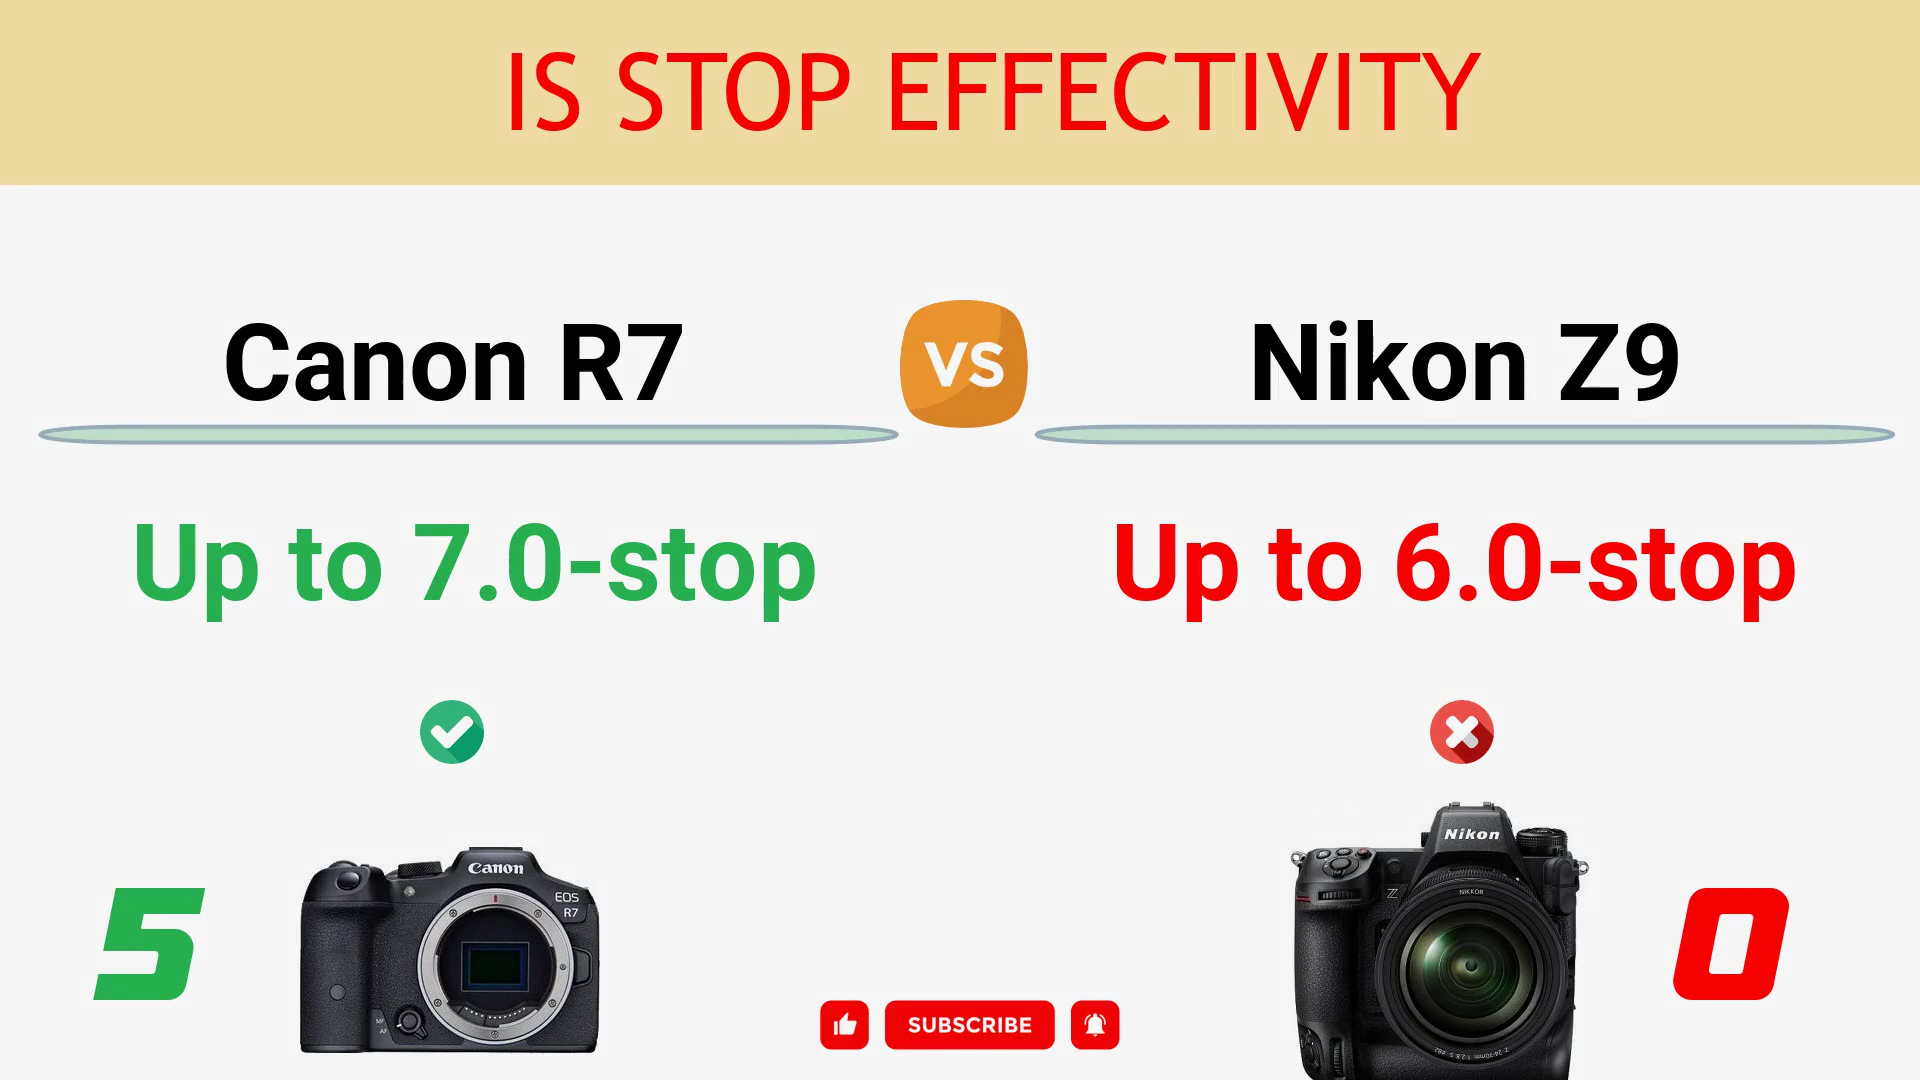 IS STOP EFFECTIVITY
Canon R7
VS
Nikon Z9
Up to 7.0-stop
Up to 6.0-stop
Canon
EOS
R7
5
Nikon
Z
NIKKOR
0
SUBSCRIBE